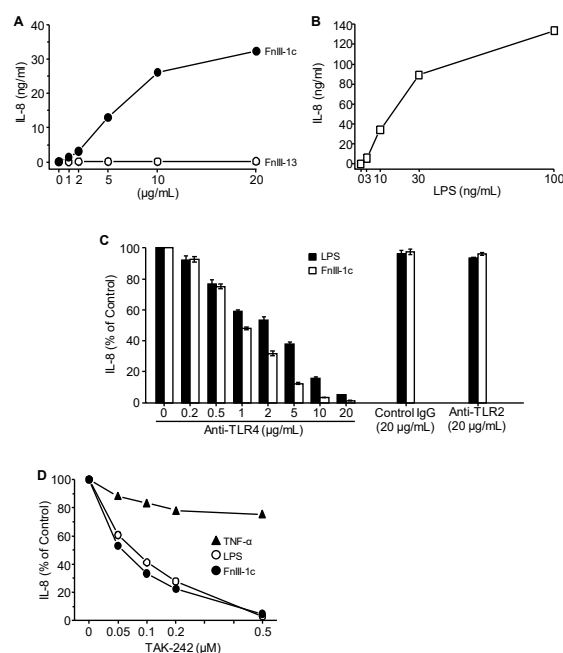 A
IL-8 (ng/ml)
40
30
20
10
0
FnIII-1c
FnIII-13
0 1 2 5 10 20
(µg/mL)
B
IL-8 (ng/mL)
140
120
100
80
60
40
20
0
0 3 10 30 100
LPS (ng/mL)
C
IL-8 (% of Control)
100
80
60
40
20
0
LPS
FnIII-1c
0 0.2 0.5 1 2 5 10 20
Anti-TLR4 (µg/mL)
Control IgG
(20 µg/mL)
Anti-TLR2
(20 µg/mL)
D
IL-8 (% of Control)
100
80
60
40
20
0
TNF-α
LPS
FnIII-1c
0 0.05 0.1 0.2 0.5
TAK-242 (µM)